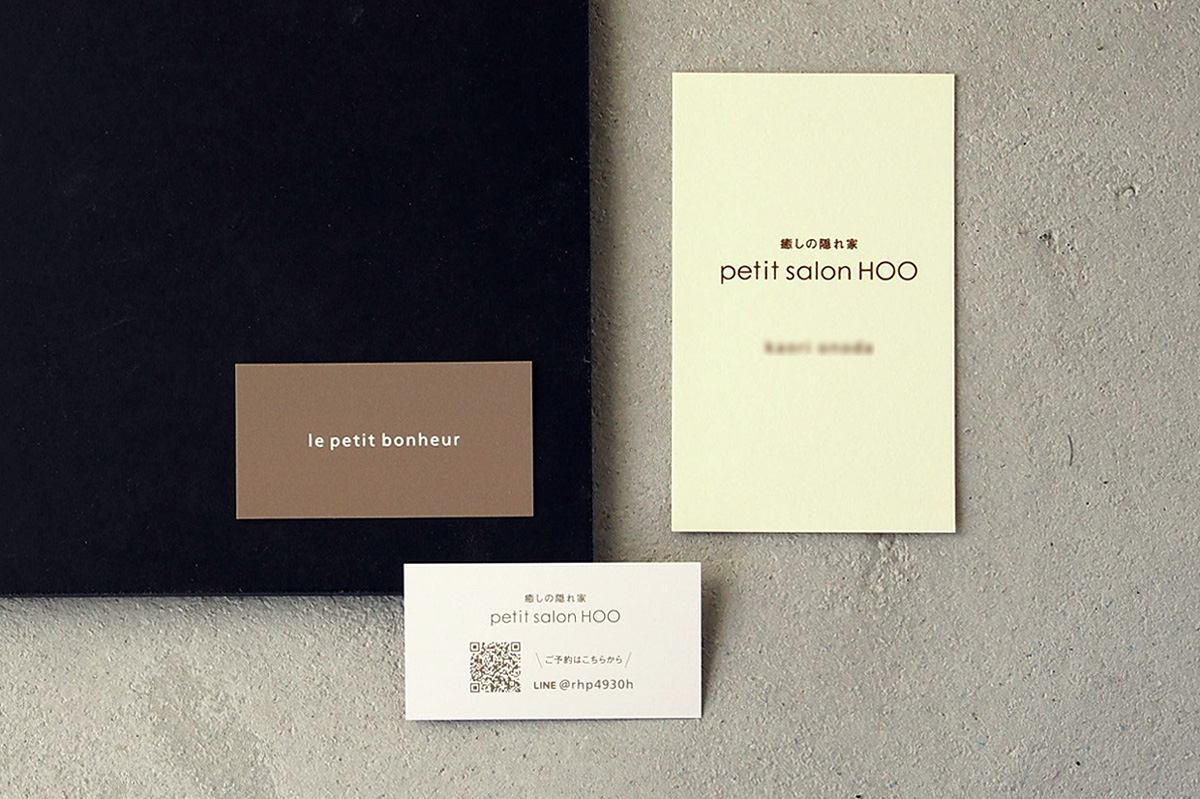 癒しの隠れ家
petit salon HOO
le petit bonheur
癒しの隠れ家
petit salon HOO
\ ご予約はこちらから /
LINE @rhp4930h